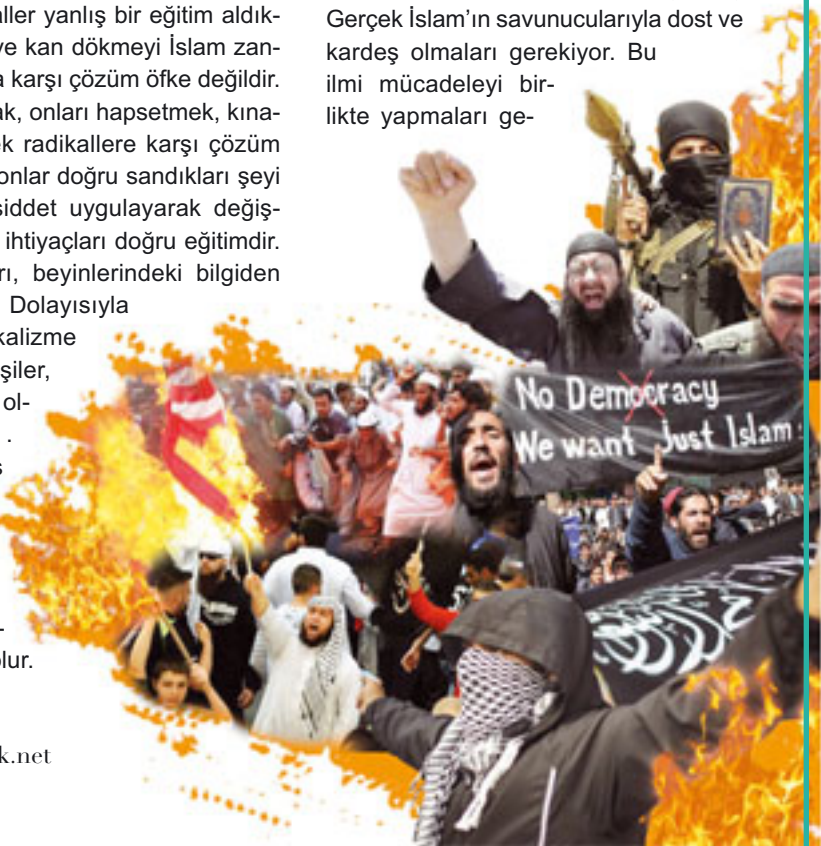 aller yanlış bir eğitim aldık-
ve kan dökmeyi İslam zan-
a karşı çözüm öfke değildir.
ak, onları hapsetmek, kına-
ek radikallere karşı çözüm
onlar doğru sandıkları şeyi
şiddet uygulayarak değiş-
ihtiyaçları doğru eğitimdir.
rı, beyinlerindeki bilgiden
Dolayısıyla
kalizme
şiler,
ol-
.
s
-
lur.
k.net
Gerçek İslam’ın savunucularıyla dost ve
kardeş olmaları gerekiyor. Bu
ilmi mücadeleyi bir-
likte yapmaları ge-
No Democracy
We want Just Islam